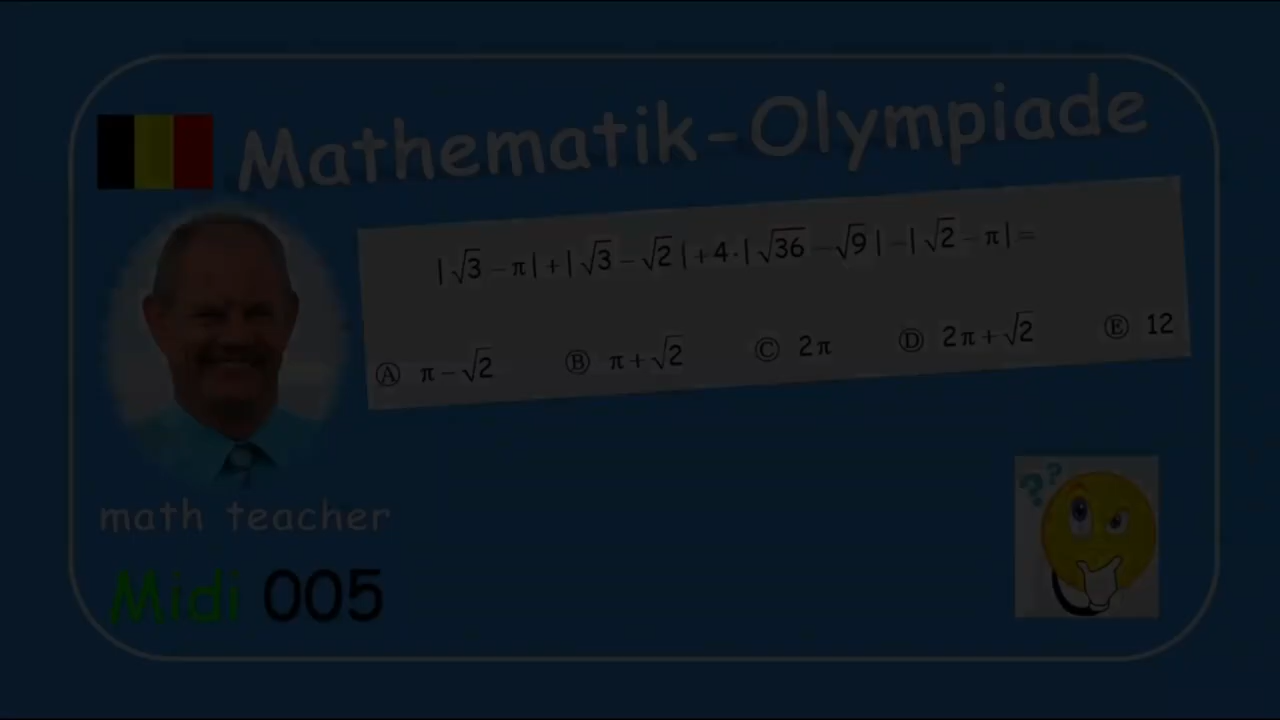 Mathematik-Olympiade
|√3 – π| + |√3 – √2| + 4·|√36 – √9| – |√2 – π| =
Ⓐ π – √2 Ⓑ π + √2 Ⓒ 2π Ⓓ 2π + √2 Ⓔ 12
math teacher
Midi 005
??